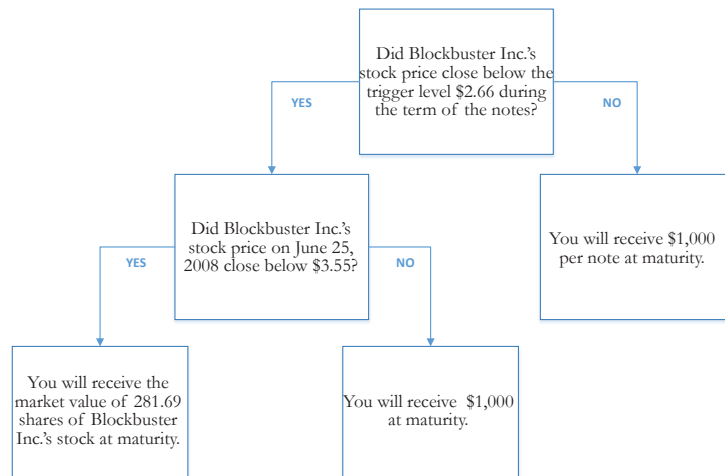 Did Blockbuster Inc.'s
stock price close below the
trigger level $2.66 during
the term of the notes?
YES
NO
Did Blockbuster Inc.'s
stock price on June 25,
2008 close below $3.55?
You will receive $1,000
per note at maturity.
YES
NO
You will receive the
market value of 281.69
shares of Blockbuster
Inc.'s stock at maturity.
You will receive $1,000
at maturity.